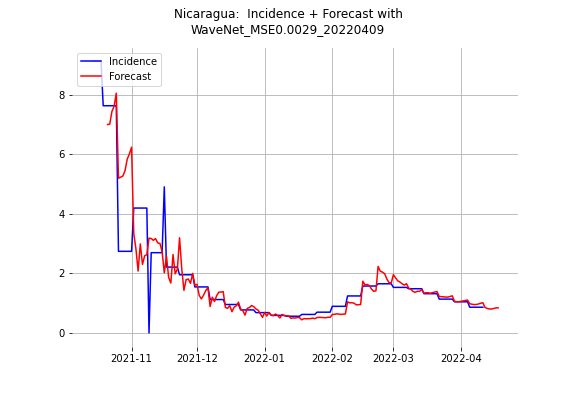 Nicaragua:  Incidence + Forecast with
WaveNet_MSE0.0029_20220409
Incidence
Forecast
8
6
4
2
0
2021-11
2021-12
2022-01
2022-02
2022-03
2022-04